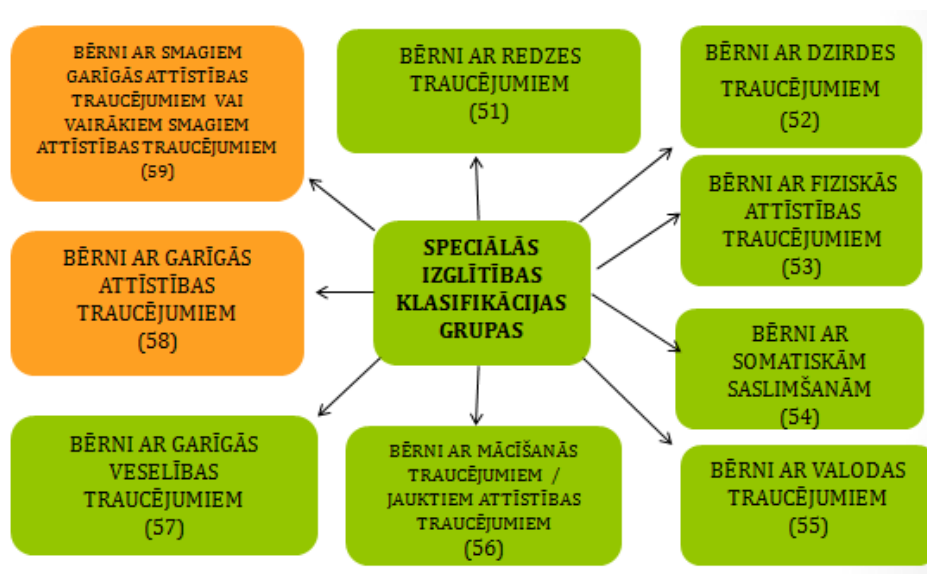 BĒRNI AR SMAGIEM
GARĪGĀS ATTĪSTĪBAS
TRAUCĒJUMIEM VAI
VAIRĀKIEM SMAGIEM
ATTĪSTĪBAS TRAUCĒJUMIEM
(59)
BĒRNI AR REDZES
TRAUCĒJUMIEM
(51)
BĒRNI AR DZIRDES
TRAUCĒJUMIEM
(52)
BĒRNI AR FIZISKĀS
ATTĪSTĪBAS
TRAUCĒJUMIEM
(53)
SPECIĀLĀS
IZGLĪTĪBAS
KLASIFIKĀCIJAS
GRUPAS
BĒRNI AR GARĪGĀS
ATTĪSTĪBAS
TRAUCĒJUMIEM
(58)
BĒRNI AR
SOMATISKĀM
SASLIMŠANĀM
(54)
BĒRNI AR GARĪGĀS
VESELĪBAS
TRAUCĒJUMIEM
(57)
BĒRNI AR MĀCĪŠANĀS
TRAUCĒJUMIEM /
JAUKTIEM ATTĪSTĪBAS
TRAUCĒJUMIEM
(56)
BĒRNI AR VALODAS
TRAUCĒJUMIEM
(55)